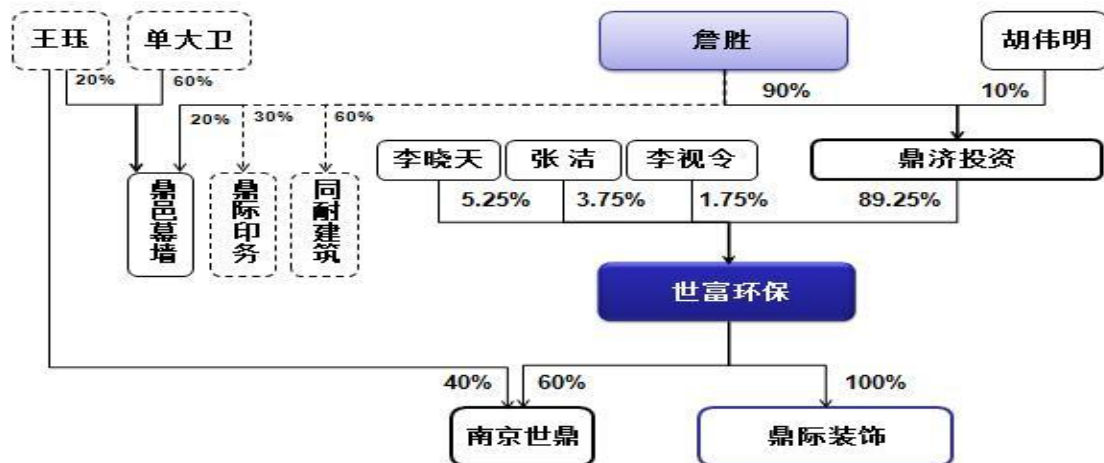 王珏
单大卫
詹胜
胡伟明
20%
60%
90%
10%
20%
30%
60%
李晓天
张 洁
李视令
鼎济投资
5.25%
3.75%
1.75%
89.25%
鼎邑幕墙
鼎际印务
同耐建筑
世富环保
40%
60%
100%
南京世鼎
鼎际装饰